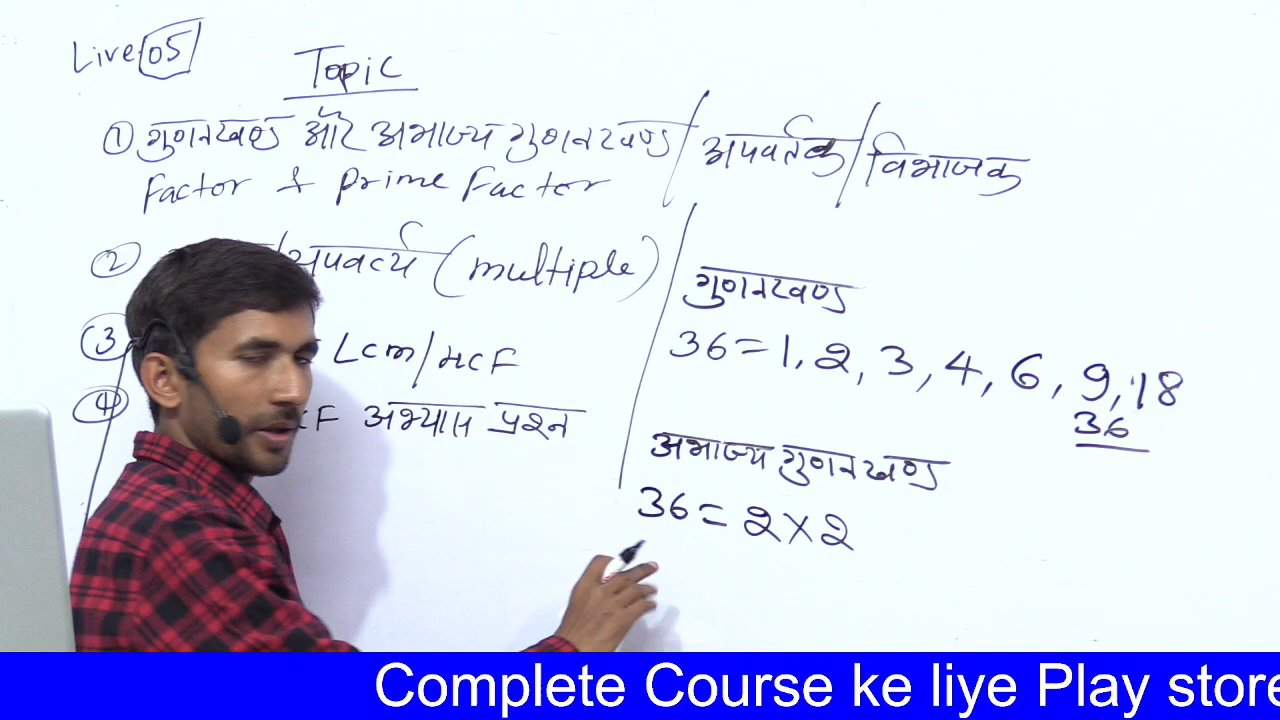 Live 05
Topic
① गुणनखण्ड और अभाज्य गुणनखण्ड / अपवर्तक / विभाजक
Factor & prime Factor
② / अपवर्त्य (multiple)
③ Lcm/HCF
④ CF अभ्यास प्रश्न
गुणनखण्ड
36 = 1, 2, 3, 4, 6, 9, 18
36
अभाज्य गुणनखण्ड
36 = 2×2
Complete Course ke liye Play store